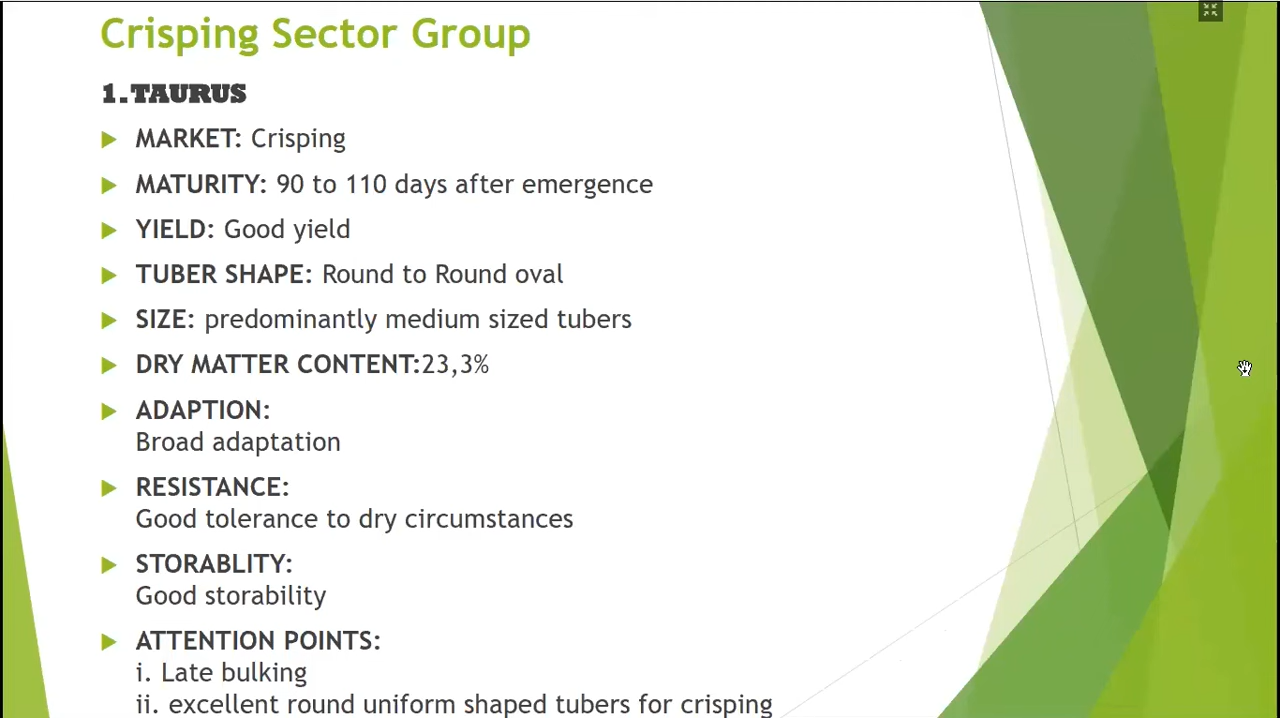 Crisping Sector Group
1.TAURUS
MARKET: Crisping
MATURITY: 90 to 110 days after emergence
YIELD: Good yield
TUBER SHAPE: Round to Round oval
SIZE: predominantly medium sized tubers
DRY MATTER CONTENT:23,3%
ADAPTION:
Broad adaptation
RESISTANCE:
Good tolerance to dry circumstances
STORABLITY:
Good storability
ATTENTION POINTS:
i. Late bulking
ii. excellent round uniform shaped tubers for crisping